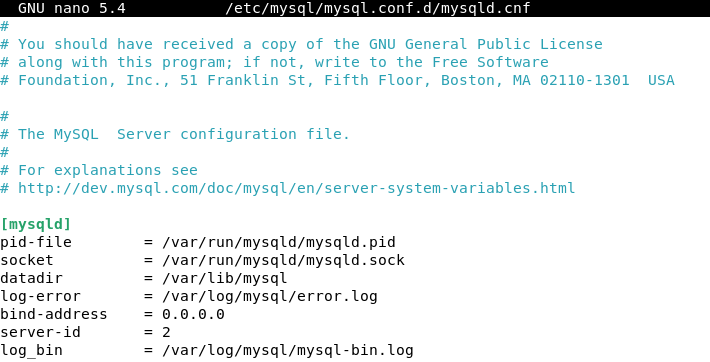 GNU nano 5.4 /etc/mysql/mysql.conf.d/mysqld.cnf
#
# You should have received a copy of the GNU General Public License
# along with this program; if not, write to the Free Software
# Foundation, Inc., 51 Franklin St, Fifth Floor, Boston, MA 02110-1301  USA

#
# The MySQL  Server configuration file.
#
# For explanations see
# http://dev.mysql.com/doc/mysql/en/server-system-variables.html

[mysqld]
pid-file        = /var/run/mysqld/mysqld.pid
socket          = /var/run/mysqld/mysqld.sock
datadir         = /var/lib/mysql
log-error       = /var/log/mysql/error.log
bind-address    = 0.0.0.0
server-id       = 2
log_bin         = /var/log/mysql/mysql-bin.log